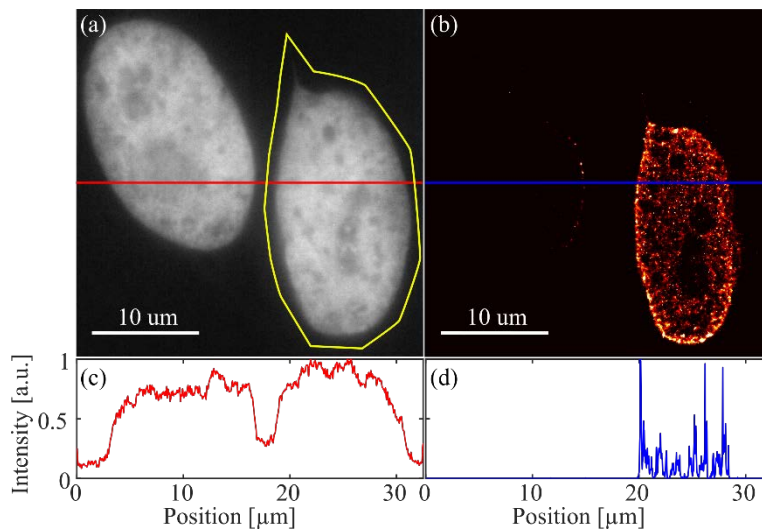 (a)
(b)
10 um
10 um
1
(c)
(d)
0.5
0
Intensity [a.u.]
0
10
20
30
0
10
20
30
Position [µm]
Position [µm]